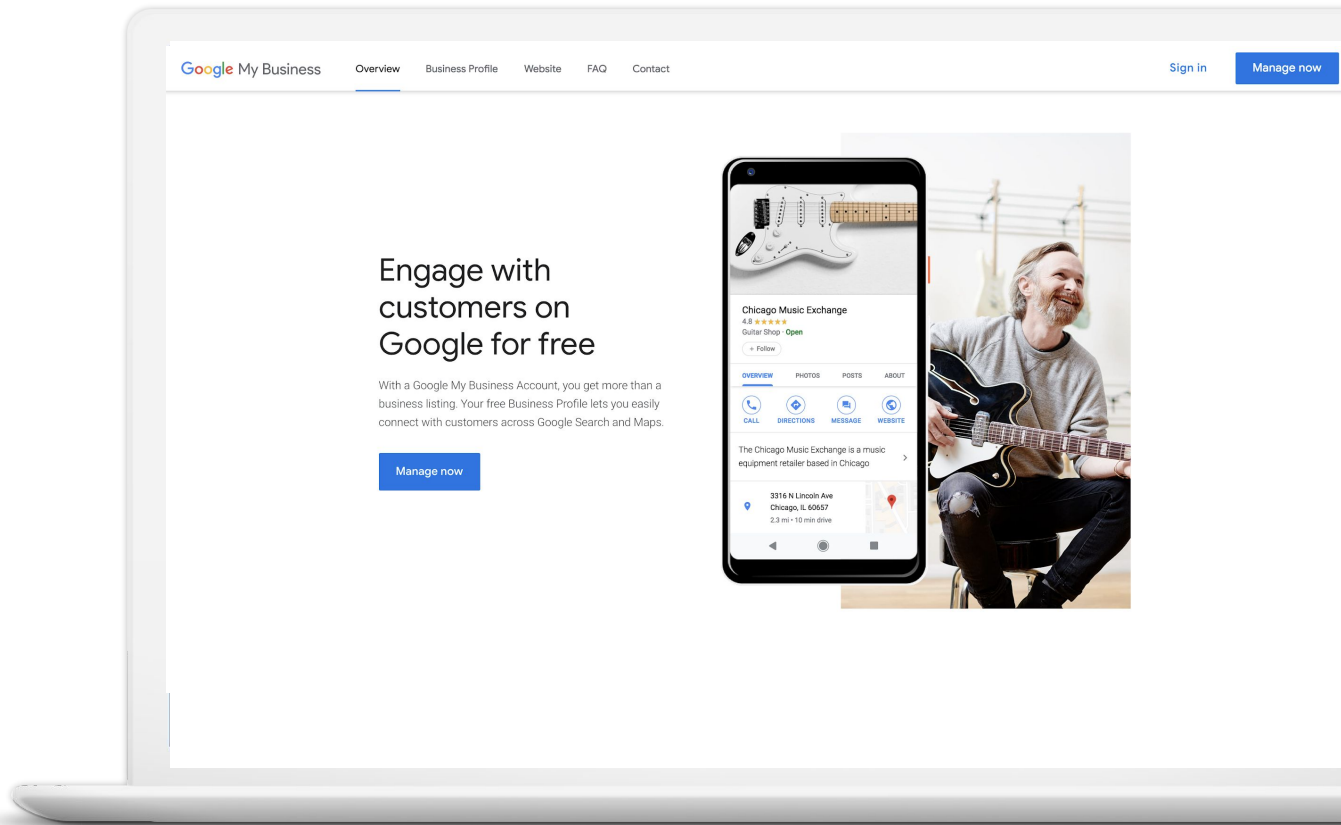 Google My Business
Overview
Business Profile
Website
FAQ
Contact
Sign in
Manage now
Engage with
customers on
Google for free
With a Google My Business Account, you get more than a
business listing. Your free Business Profile lets you easily
connect with customers across Google Search and Maps.
Manage now
Chicago Music Exchange
4.8
Guitar Shop · Open
+ Follow
OVERVIEW
PHOTOS
POSTS
ABOUT
CALL
DIRECTIONS
MESSAGE
WEBSITE
The Chicago Music Exchange is a music
equipment retailer based in Chicago
3316 N Lincoln Ave
Chicago, IL 60657
2.3 mi • 10 min drive